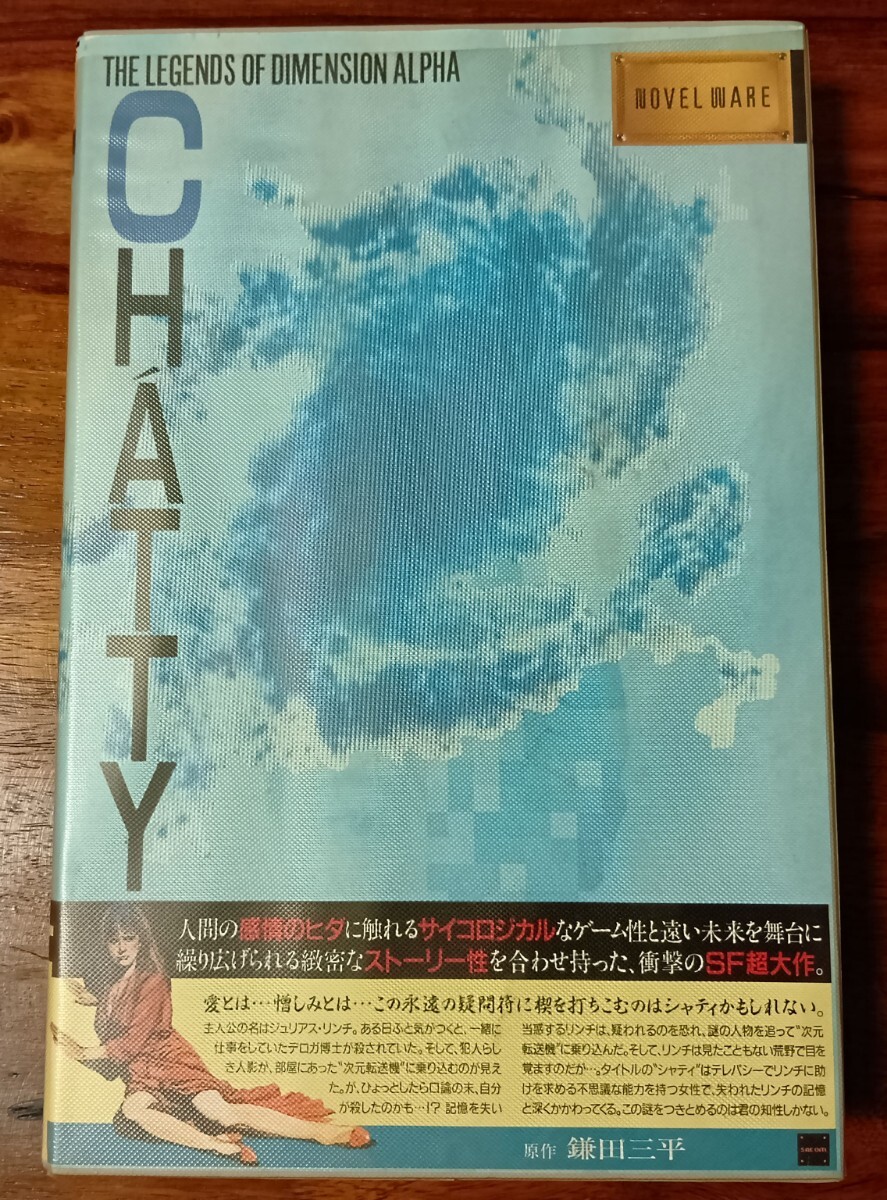 THE LEGENDS OF DIMENSION ALPHA
NOVEL WARE
CHÁTTY
人間の感情のヒダに触れるサイコロジカルなゲーム性と遠い未来を舞台に
繰り広げられる緻密なストーリー性を合わせ持った、衝撃のSF超大作。
愛とは…憎しみとは…この永遠の疑問符に楔を打ちこむのはシャティかもしれない。
主人公の名はジュリアス・リンチ。ある日ふと気がつくと、一緒に
仕事をしていたテロガ博士が殺されていた。そして、犯人らし
き人影が、部屋にあった"次元転送機"に乗り込むのが見え
た。が、ひょっとしたら口論の末、自分
が殺したのかも…!? 記憶を失い
当惑するリンチは、疑われるのを恐れ、謎の人物を追って"次元
転送機"に乗り込んだ。そして、リンチは見たこともない荒野で目を
覚ますのだが…。タイトルの"シャティ"はテレパシーでリンチに助
けを求める不思議な能力を持つ女性で、失われたリンチの記憶
と深くかかわってくる。この謎をつきとめるのは君の知性しかない。
原作 鎌田三平